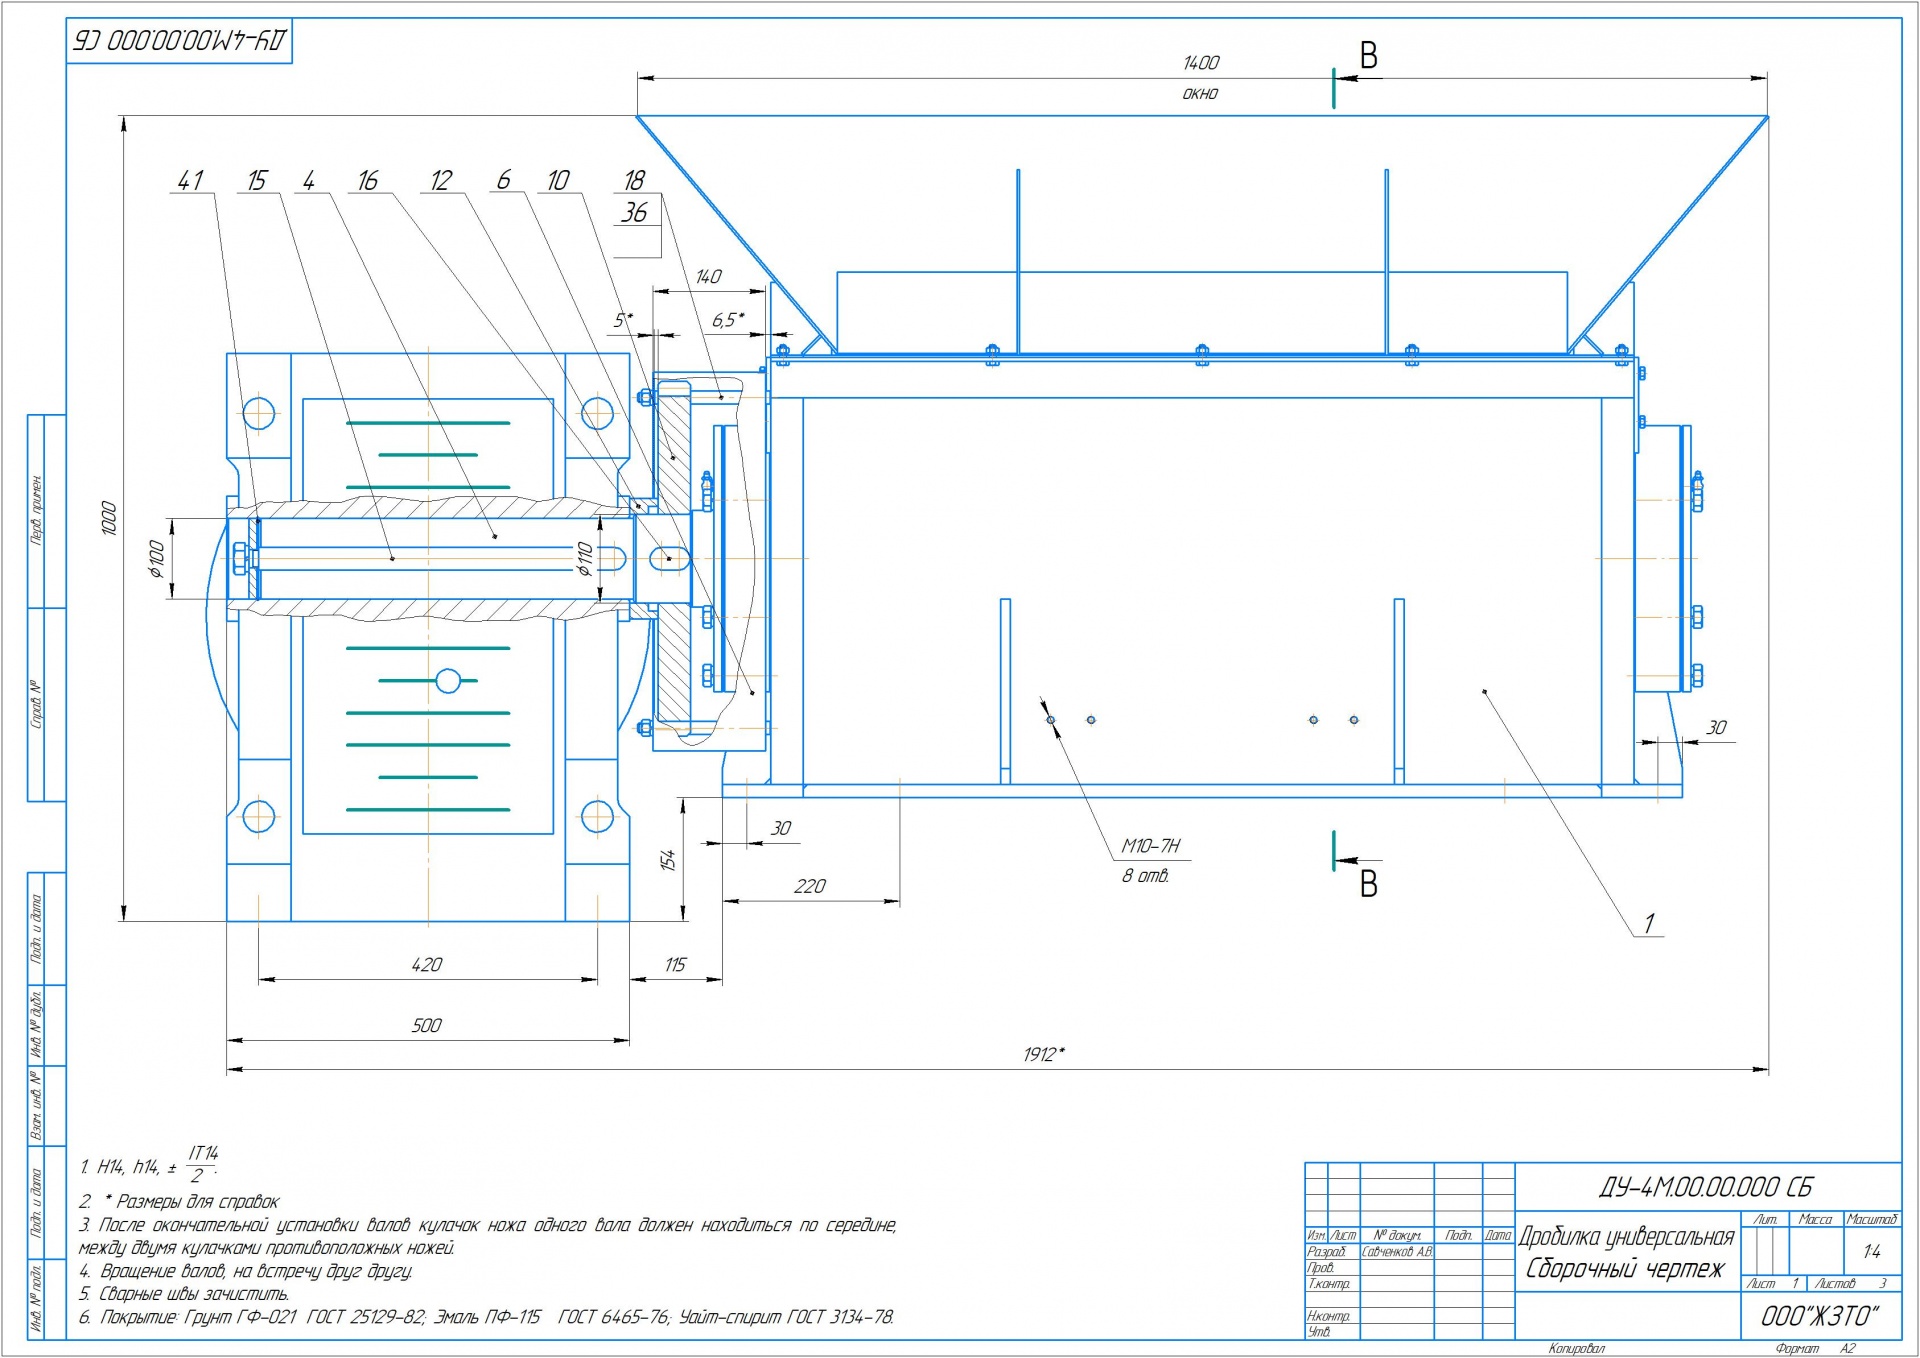 ДУ-4М.00.00.000 СБ
1400
окно
В
41
15
4
16
12
6
10
18
36
140
5*
6,5*
1000
ϕ100
ϕ110
30
154
30
220
М10-7Н
8 отв.
В
1
420
115
500
1912*
Перв. примен.
Справ. №
Подп. и дата
Инв. № дубл.
Взам. инв. №
Подп. и дата
Инв. № подл.
1. Н14, h14, ± IT14/2.
2. * Размеры для справок
3. После окончательной установки валов кулачок ножа одного вала должен находиться по середине,
между двумя кулачками противоположных ножей.
4. Вращение валов, на встречу друг другу.
5. Сварные швы зачистить.
6. Покрытие: Грунт ГФ-021 ГОСТ 25129-82; Эмаль ПФ-115 ГОСТ 6465-76; Уайт-спирит ГОСТ 3134-78.
ДУ-4М.00.00.000 СБ
Изм. Лист № докум. Подп. Дата
Разраб. Савченков А.В.
Пров.
Т.контр.
Н.контр.
Утв.
Дробилка универсальная
Сборочный чертеж
Лит. Масса Масштаб
1:4
Лист 1 Листов 3
ООО"ЖЗТО"
Копировал Формат А2